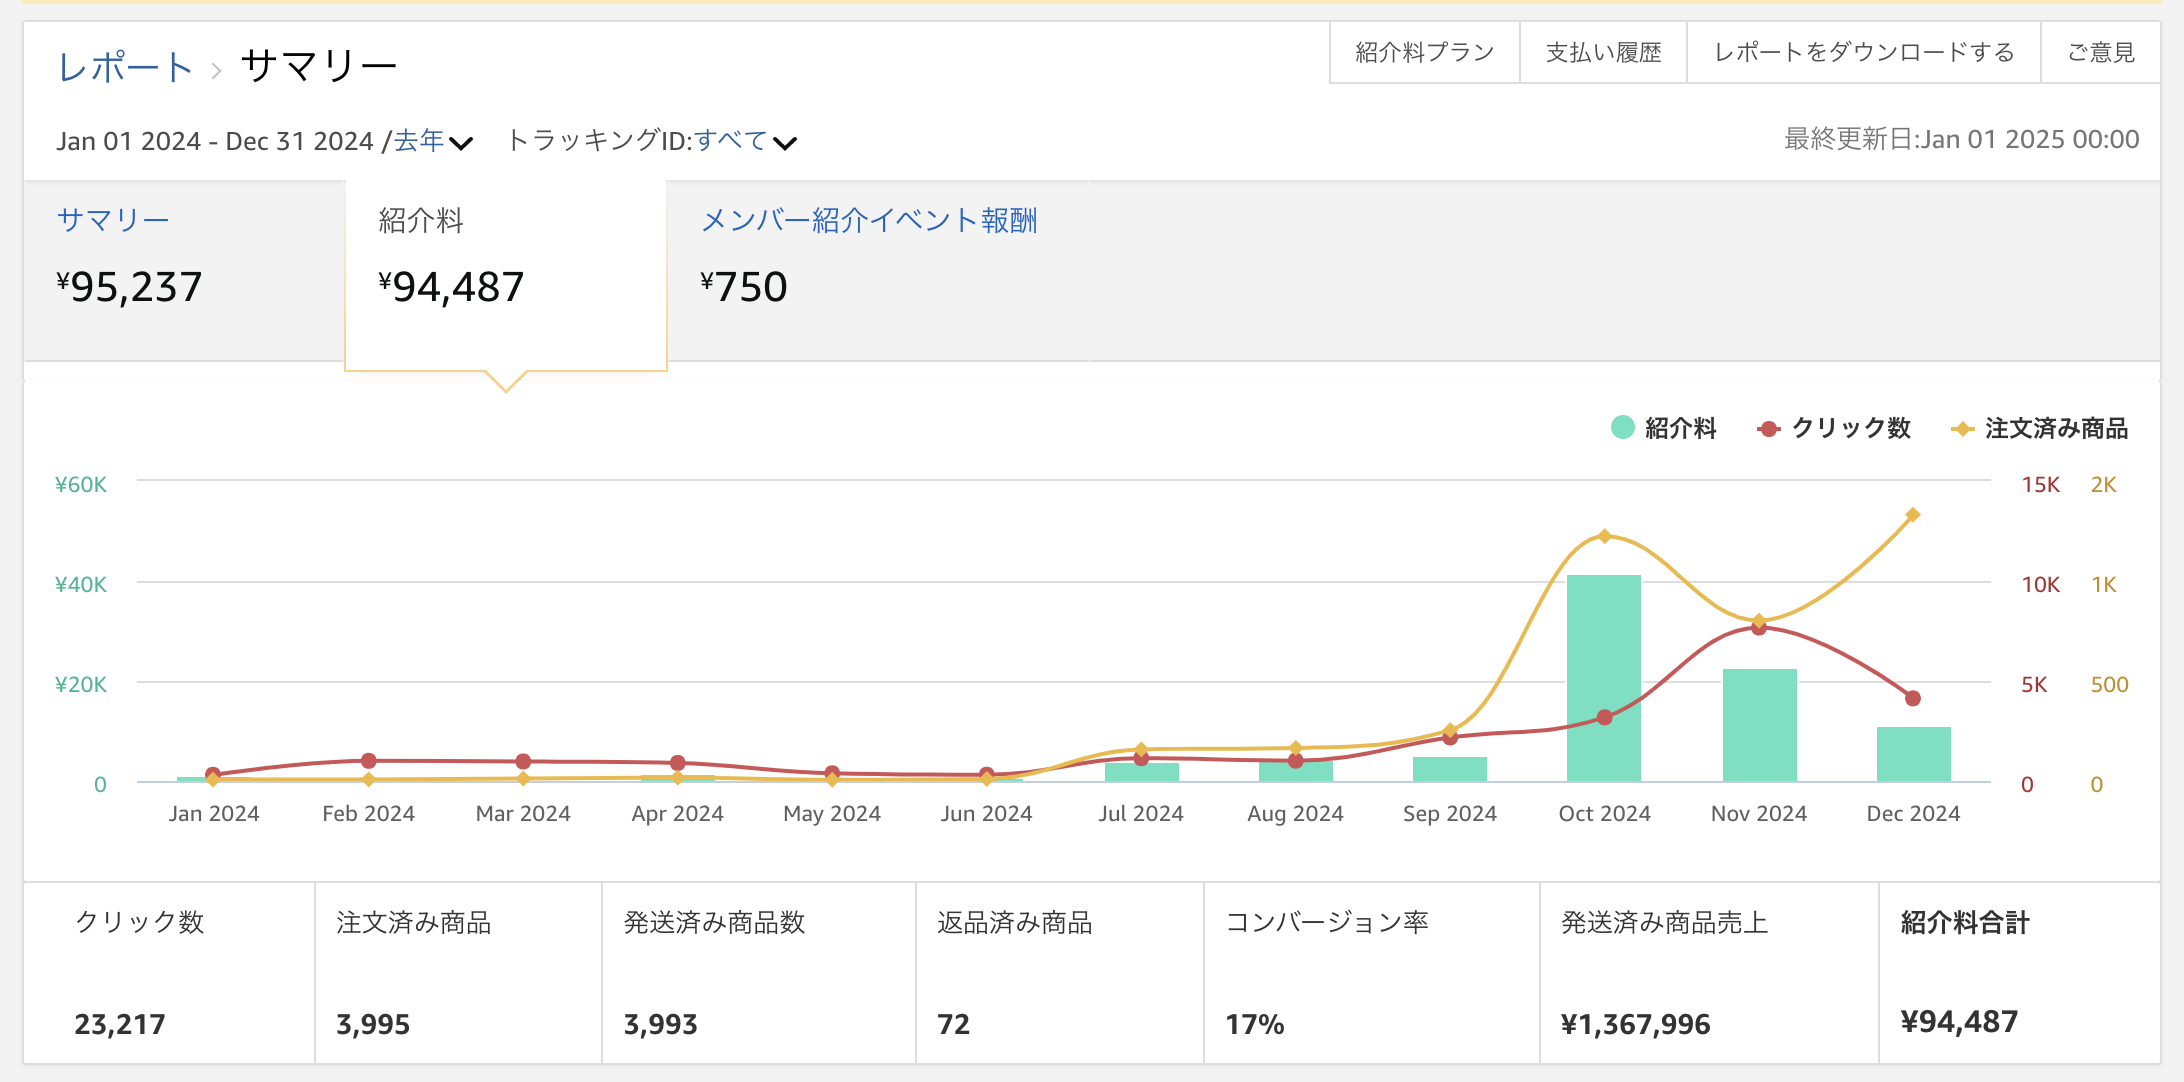 レポート › サマリー
紹介料プラン
支払い履歴
レポートをダウンロードする
ご意見
Jan 01 2024 - Dec 31 2024 /去年
トラッキングID:すべて
最終更新日:Jan 01 2025 00:00
サマリー
¥95,237
紹介料
¥94,487
メンバー紹介イベント報酬
¥750
紹介料
クリック数
注文済み商品
¥60K
¥40K
¥20K
0
15K
10K
5K
0
2K
1K
500
0
Jan 2024
Feb 2024
Mar 2024
Apr 2024
May 2024
Jun 2024
Jul 2024
Aug 2024
Sep 2024
Oct 2024
Nov 2024
Dec 2024
クリック数
23,217
注文済み商品
3,995
発送済み商品数
3,993
返品済み商品
72
コンバージョン率
17%
発送済み商品売上
¥1,367,996
紹介料合計
¥94,487